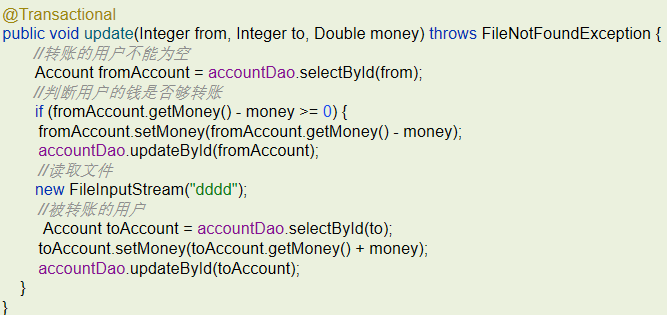 @Transactional
public void update(Integer from, Integer to, Double money) throws FileNotFoundException {
//转账的用户不能为空
Account fromAccount = accountDao.selectById(from);
//判断用户的钱是否够转账
if (fromAccount.getMoney() - money >= 0) {
fromAccount.setMoney(fromAccount.getMoney() - money);
accountDao.updateById(fromAccount);
//读取文件
new FileInputStream("dddd");
//被转账的用户
Account toAccount = accountDao.selectById(to);
toAccount.setMoney(toAccount.getMoney() + money);
accountDao.updateById(toAccount);
}
}